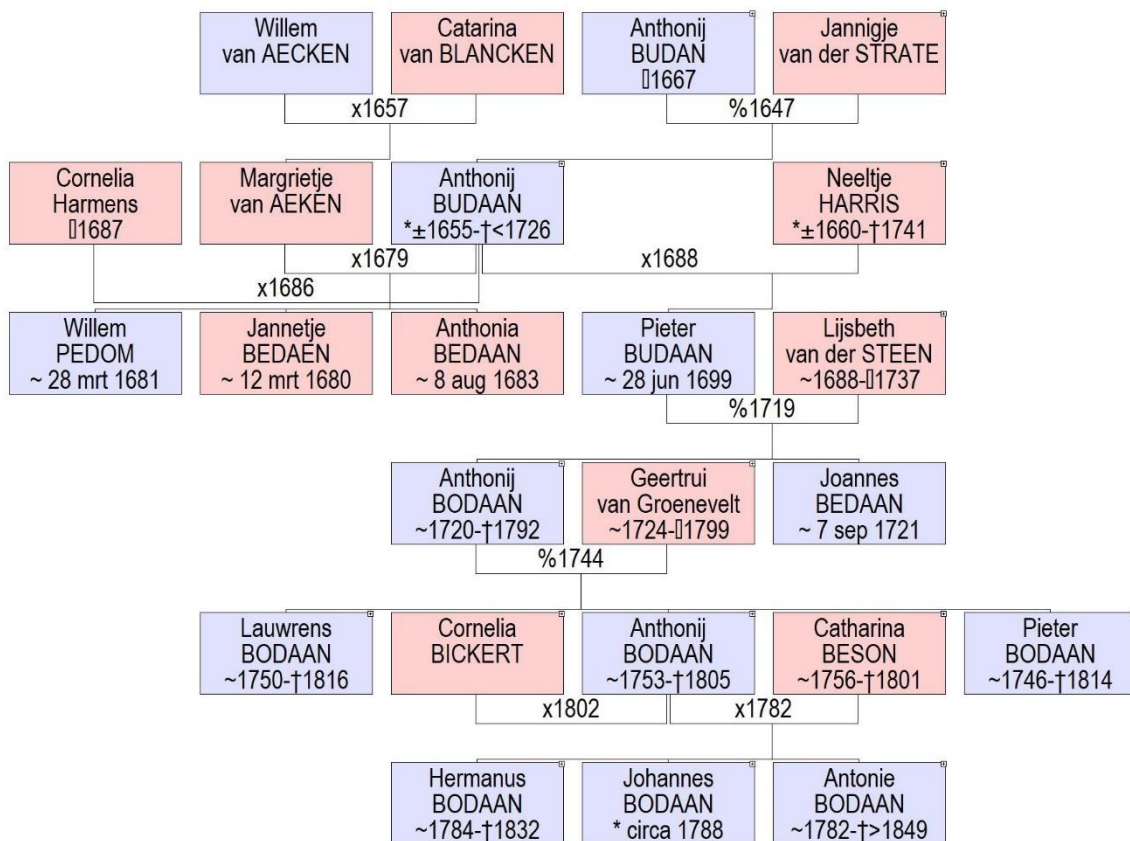 Willem
van AECKEN
Catarina
van BLANCKEN
Anthonij
BUDAN
▯1667
Jannigje
van der STRATE
x1657
%1647
Cornelia
Harmens
▯1687
Margrietje
van AEKEN
Anthonij
BUDAAN
*±1655-†<1726
Neeltje
HARRIS
*±1660-†1741
x1679
x1688
x1686
Willem
PEDOM
~ 28 mrt 1681
Jannetje
BEDAEN
~ 12 mrt 1680
Anthonia
BEDAAN
~ 8 aug 1683
Pieter
BUDAAN
~ 28 jun 1699
Lijsbeth
van der STEEN
~1688-▯1737
%1719
Anthonij
BODAAN
~1720-†1792
Geertrui
van Groenevelt
~1724-▯1799
Joannes
BEDAAN
~ 7 sep 1721
%1744
Lauwrens
BODAAN
~1750-†1816
Cornelia
BICKERT
Anthonij
BODAAN
~1753-†1805
Catharina
BESON
~1756-†1801
Pieter
BODAAN
~1746-†1814
x1802
x1782
Hermanus
BODAAN
~1784-†1832
Johannes
BODAAN
* circa 1788
Antonie
BODAAN
~1782-†>1849